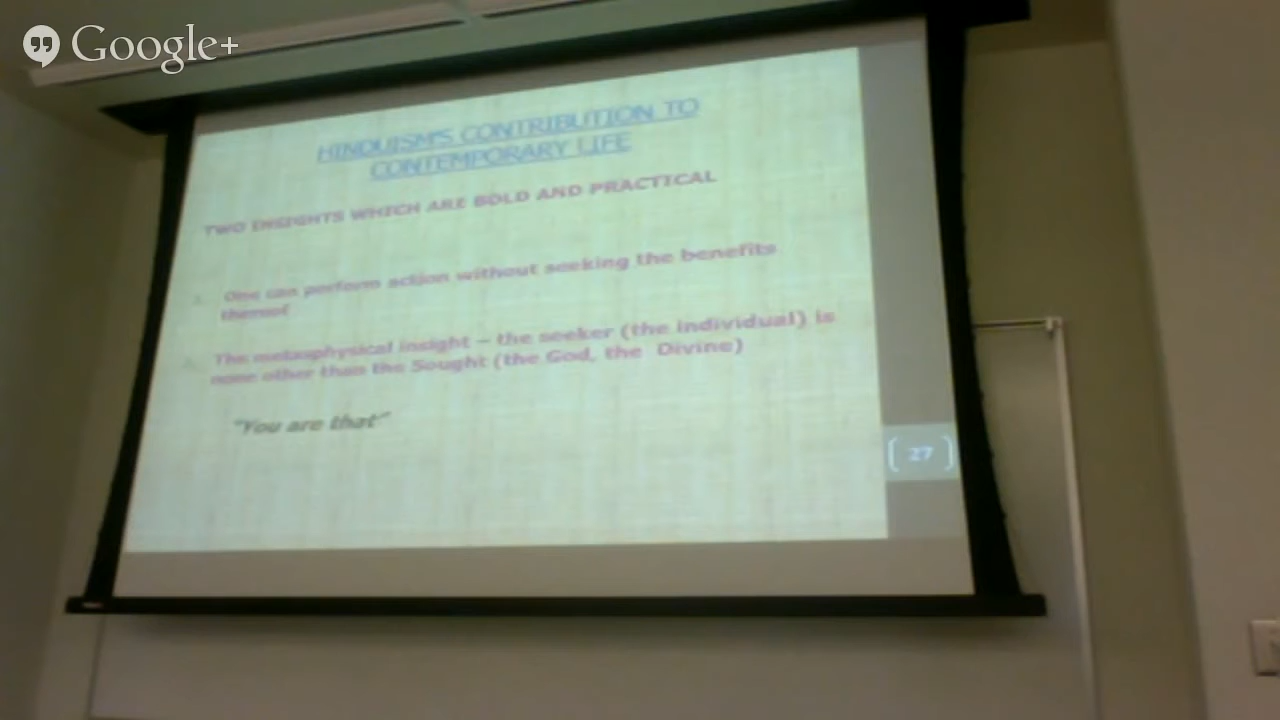 Google+
HINDUISM'S CONTRIBUTION TO
CONTEMPORARY LIFE
TWO INSIGHTS WHICH ARE BOLD AND PRACTICAL
1. One can perform action without seeking the benefits
thereof
2. The metaphysical insight – the seeker (the individual) is
none other than the Sought (the God, the Divine)
"You are that"
27